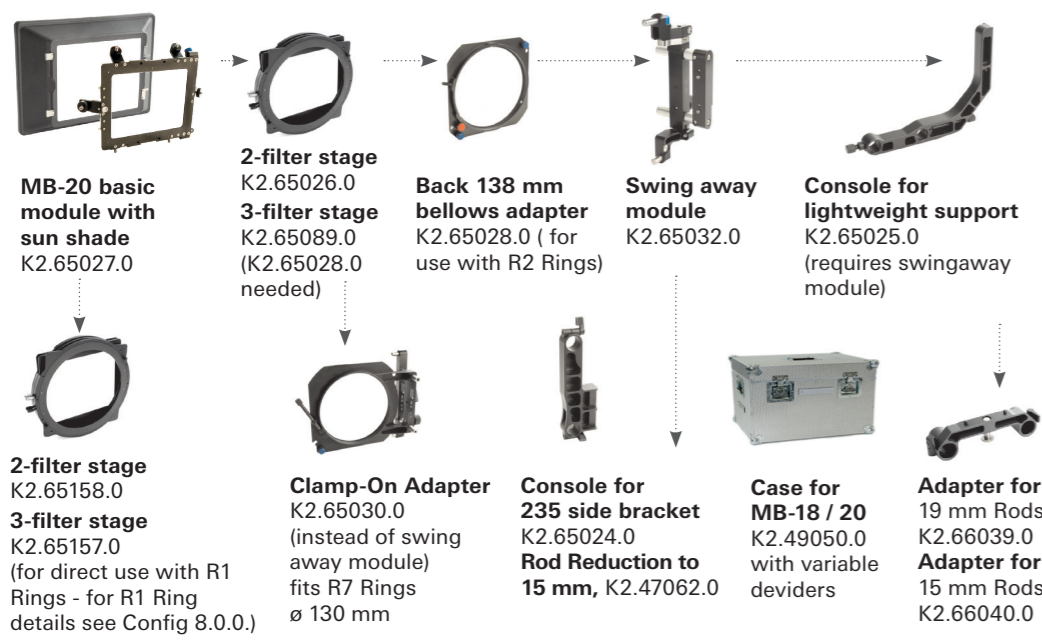 MB-20 basic
module with
sun shade
K2.65027.0
2-filter stage
K2.65026.0
3-filter stage
K2.65089.0
(K2.65028.0
needed)
Back 138 mm
bellows adapter
K2.65028.0 ( for
use with R2 Rings)
Swing away
module
K2.65032.0
Console for
lightweight support
K2.65025.0
(requires swingaway
module)
2-filter stage
K2.65158.0
3-filter stage
K2.65157.0
(for direct use with R1
Rings - for R1 Ring
details see Config 8.0.0.)
Clamp-On Adapter
K2.65030.0
(instead of swing
away module)
fits R7 Rings
ø 130 mm
Console for
235 side bracket
K2.65024.0
Rod Reduction to
15 mm, K2.47062.0
Case for
MB-18 / 20
K2.49050.0
with variable
deviders
Adapter for
19 mm Rods
K2.66039.0
Adapter for
15 mm Rods
K2.66040.0